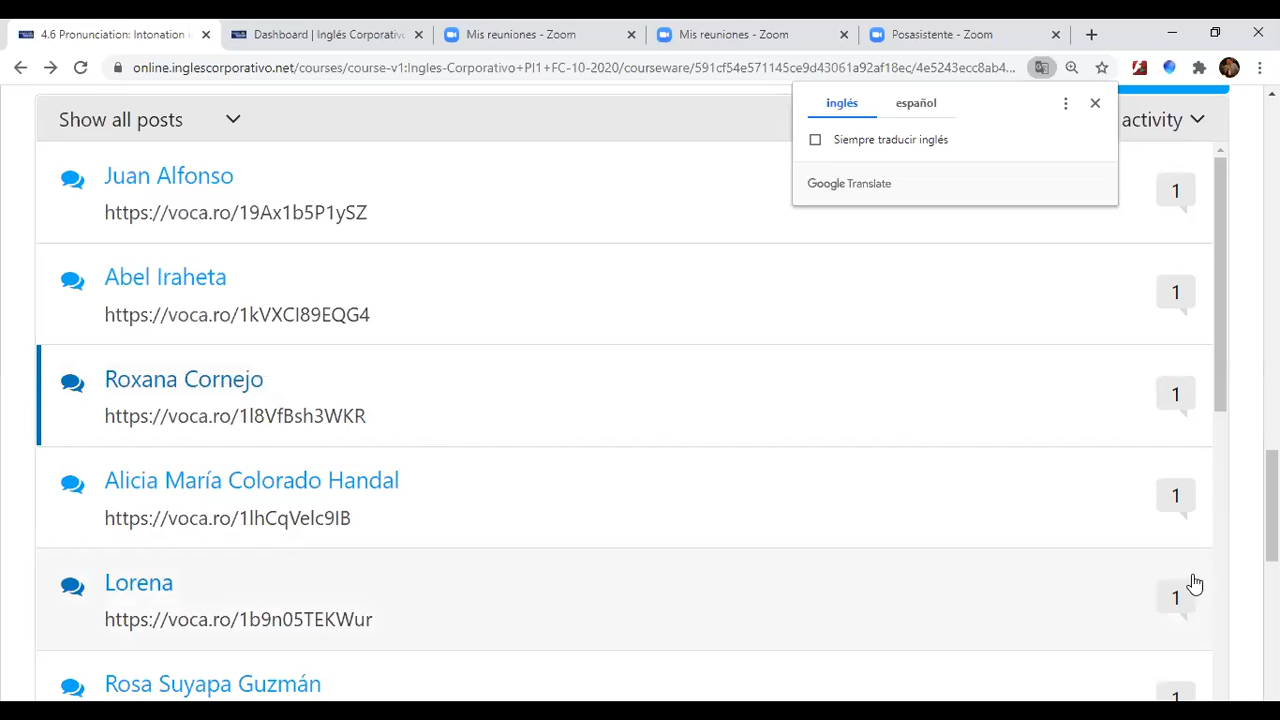 4.6 Pronunciation: Intonation
Dashboard | Inglés Corporativo
Mis reuniones - Zoom
Mis reuniones - Zoom
Posasistente - Zoom
online.inglescorporativo.net/courses/course-v1:Ingles-Corporativo+PI1+FC-10-2020/courseware/591cf54e571145ce9d43061a92af18ec/4e5243ecc8ab4...
inglés
español
Siempre traducir inglés
Google Translate
Show all posts
activity
Juan Alfonso
1
https://voca.ro/19Ax1b5P1ySZ
Abel Iraheta
1
https://voca.ro/1kVXCI89EQG4
Roxana Cornejo
1
https://voca.ro/1l8VfBsh3WKR
Alicia María Colorado Handal
1
https://voca.ro/1lhCqVelc9IB
Lorena
1
https://voca.ro/1b9n05TEKWur
Rosa Suyapa Guzmán
1